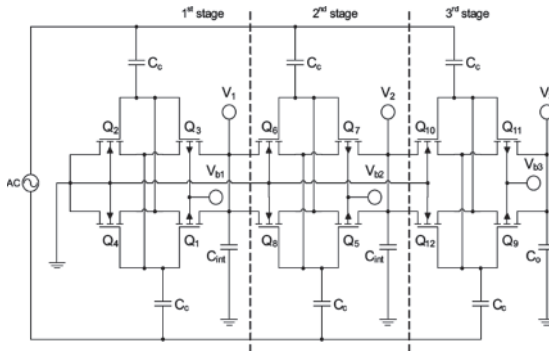 1st stage
2nd stage
3rd stage
Cc
Cc
Cc
V1
V2
Q2
Q3
Q6
Q7
Q10
Q11
Vb1
Vb2
Vb3
AC
Q4
Q1
Q8
Q5
Q12
Q9
Cint
Cint
Co
Cc
Cc
Cc